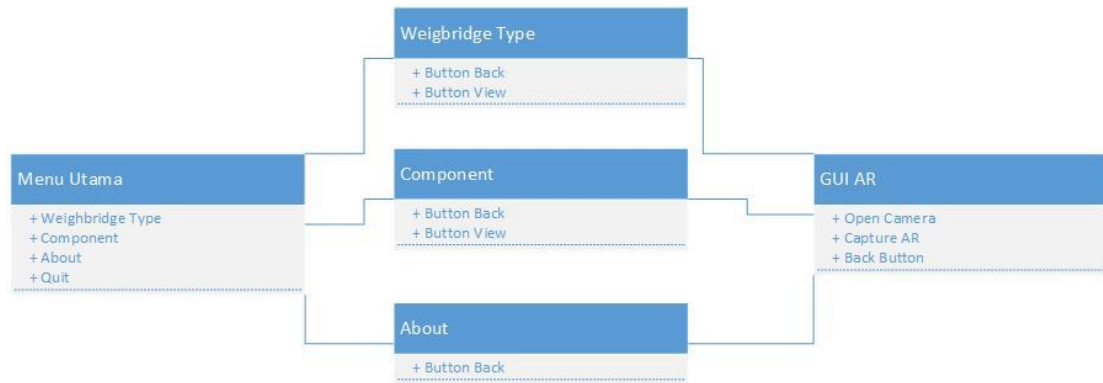 Weigbridge Type
+ Button Back
+ Button View
Menu Utama
+ Weighbridge Type
+ Component
+ About
+ Quit
Component
+ Button Back
+ Button View
GUI AR
+ Open Camera
+ Capture AR
+ Back Button
About
+ Button Back